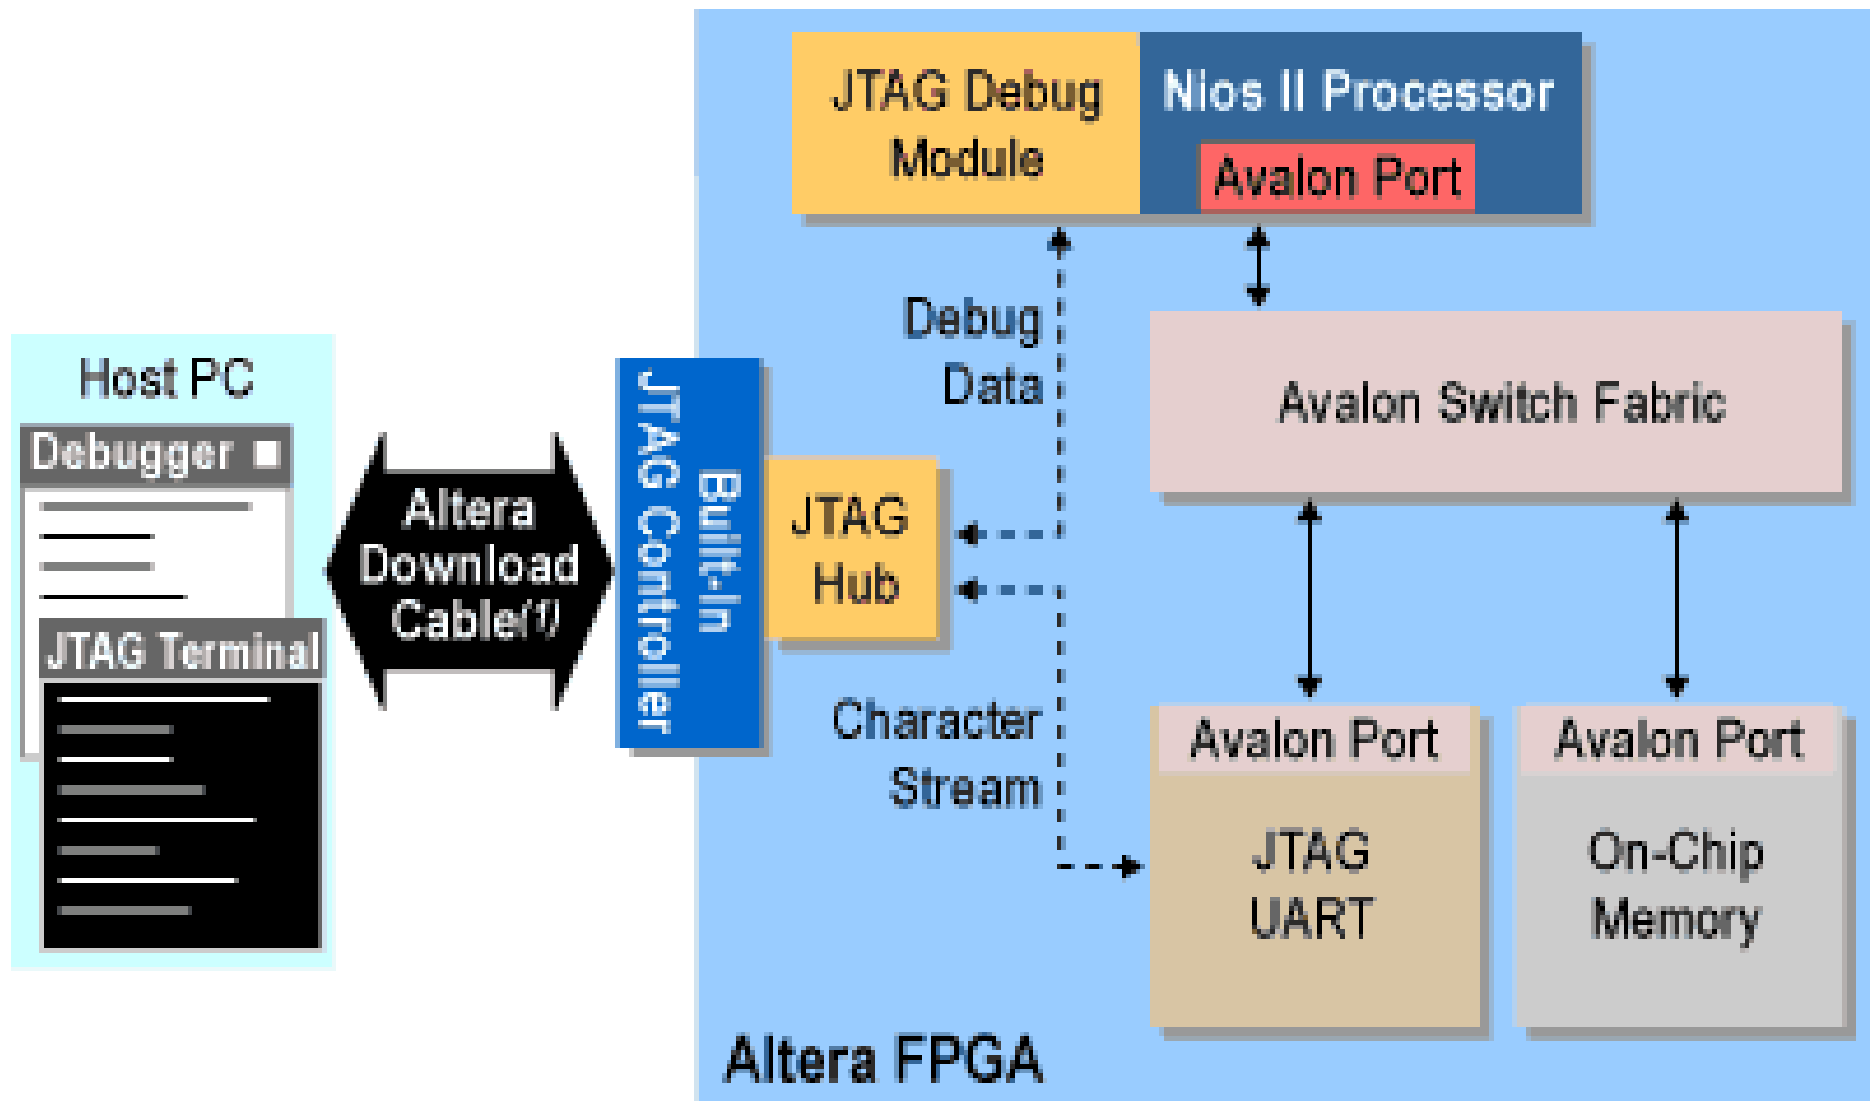 Host PC
Debugger
JTAG Terminal
Altera
Download
Cable(1)
Built-In
JTAG Controller
JTAG
Hub
JTAG Debug
Module
Nios II Processor
Avalon Port
Debug
Data
Avalon Switch Fabric
Character
Stream
Avalon Port
JTAG
UART
Avalon Port
On-Chip
Memory
Altera FPGA